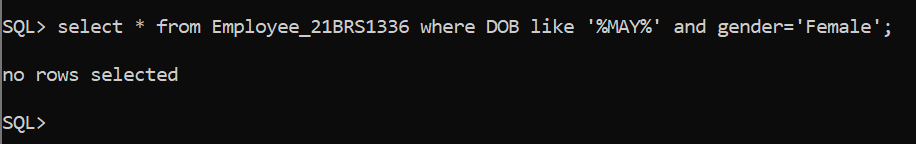 SQL> select * from Employee_21BRS1336 where DOB like '%MAY%' and gender='Female';
no rows selected
SQL>